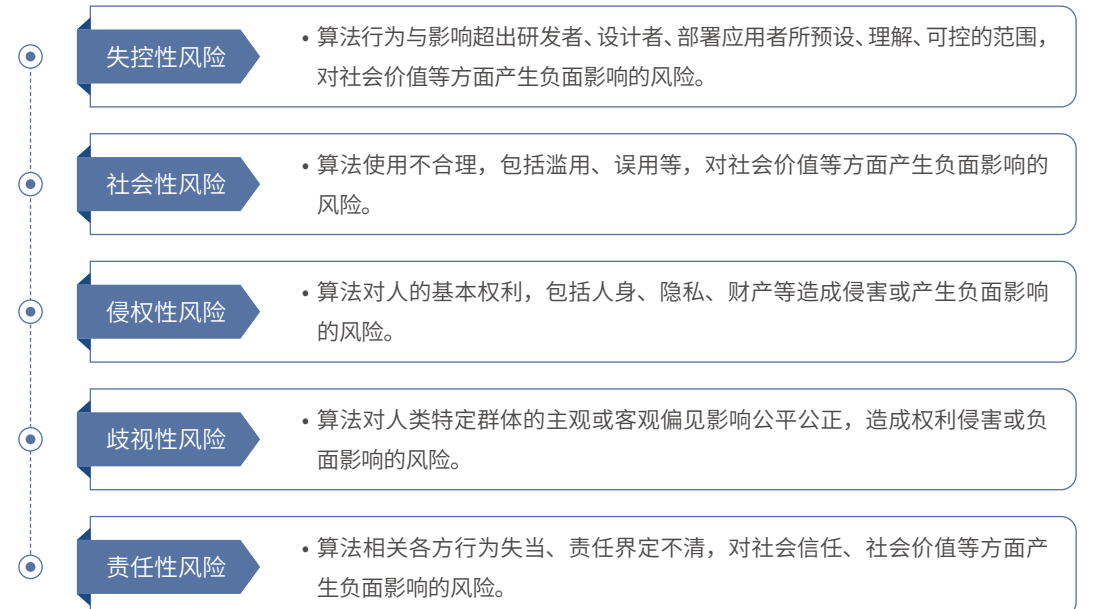 失控性风险
• 算法行为与影响超出研发者、设计者、部署应用者所预设、理解、可控的范围，
对社会价值等方面产生负面影响的风险。
社会性风险
• 算法使用不合理，包括滥用、误用等，对社会价值等方面产生负面影响的
风险。
侵权性风险
• 算法对人的基本权利，包括人身、隐私、财产等造成侵害或产生负面影响
的风险。
歧视性风险
• 算法对人类特定群体的主观或客观偏见影响公平公正，造成权利侵害或负
面影响的风险。
责任性风险
• 算法相关各方行为失当、责任界定不清，对社会信任、社会价值等方面产
生负面影响的风险。